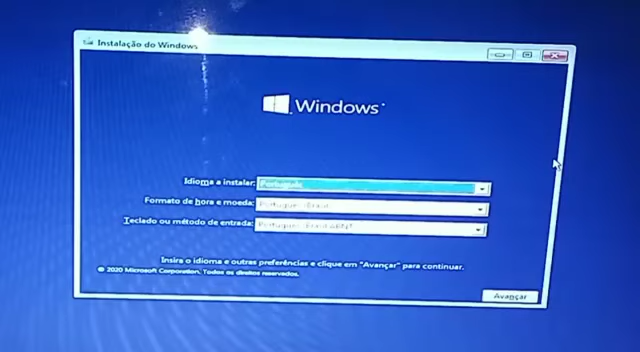 Instalação do Windows
Windows
Idioma a instalar: Português
Formato de hora e moeda: Português
Teclado ou método de entrada: Português
Insira o idioma e outras preferências e clique em "Avançar" para continuar.
© 2020 Microsoft Corporation. Todos os direitos reservados.
Avançar